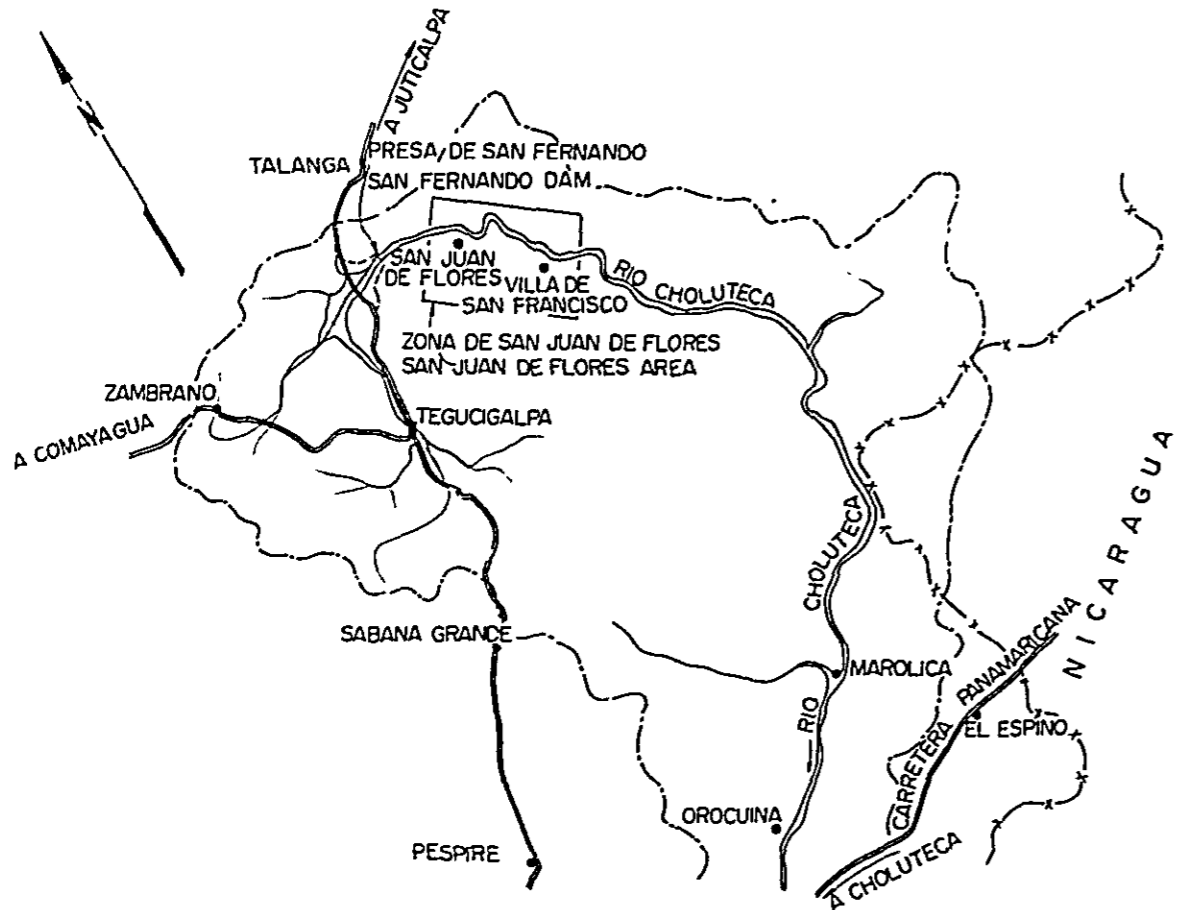 N
A JUTICALPA
TALANGA
PRESA DE SAN FERNANDO
SAN FERNANDO DAM
SAN JUAN
DE FLORES
VILLA DE
SAN FRANCISCO
RIO CHOLUTECA
ZONA DE SAN JUAN DE FLORES
SAN JUAN DE FLORES AREA
ZAMBRANO
A COMAYAGUA
TEGUCIGALPA
NICARAGUA
RIO CHOLUTECA
SABANA GRANDE
MAROLICA
CARRETERA PANAMARICANA
EL ESPINO
OROCUINA
PESPIRE
A CHOLUTECA